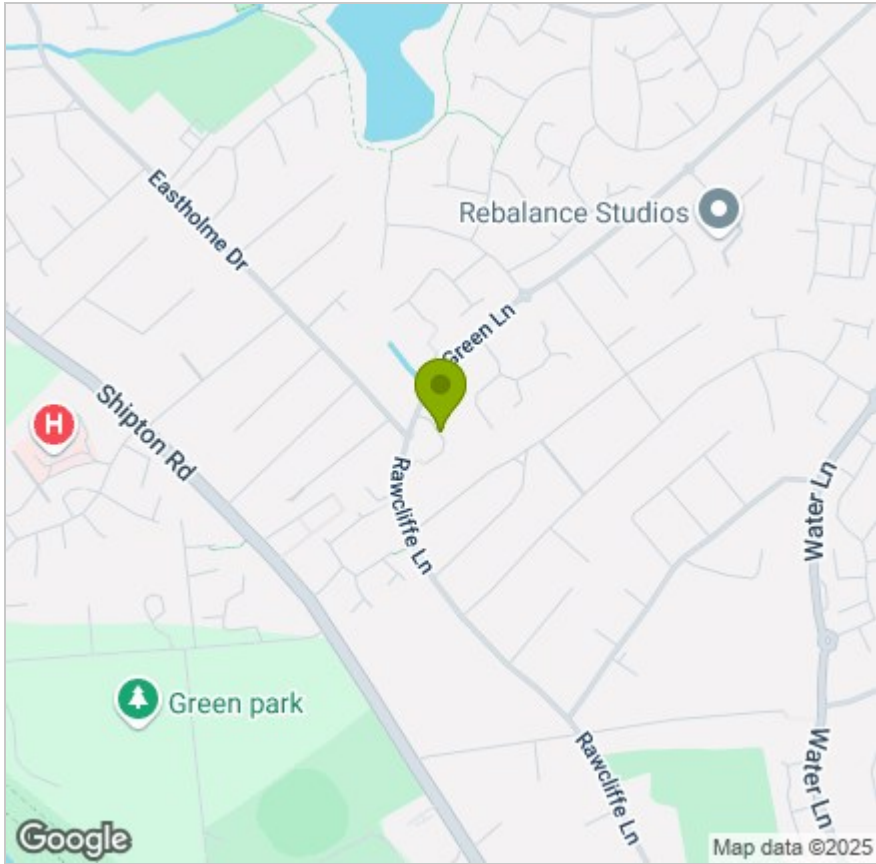 Eastholme Dr
Rebalance Studios
Green Ln
Shipton Rd
H
Rawcliffe Ln
Water Ln
Green park
Rawcliffe Ln
Water Ln
Google
Map data ©2025